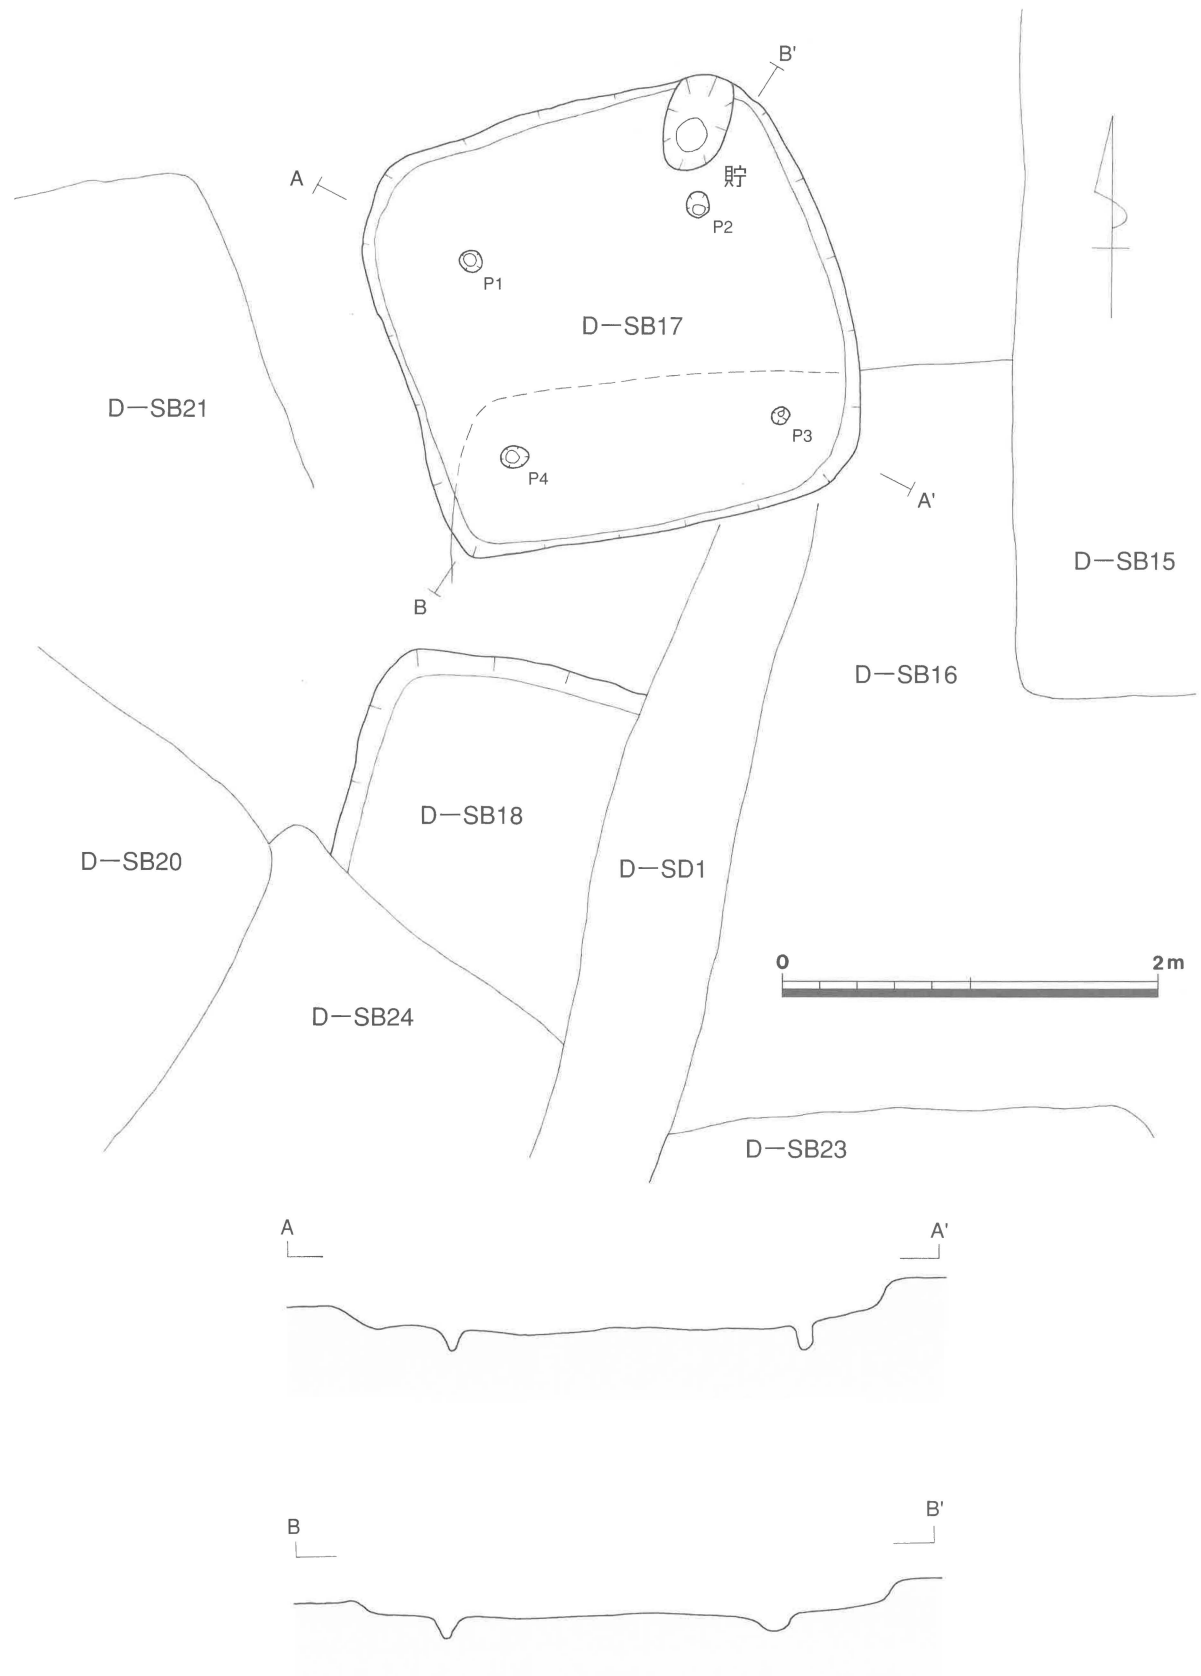 B'
A
貯
P2
P1
D－SB17
D－SB21
P3
P4
A'
D－SB15
B
D－SB16
D－SB18
D－SB20
D－SD1
0 2m
D－SB24
D－SB23
A A'
B B'